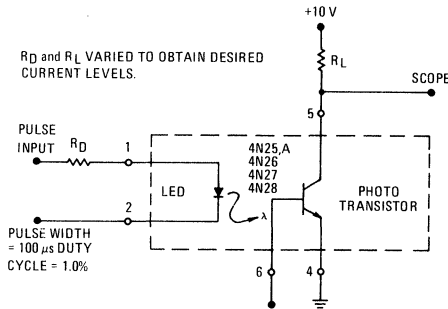 +10 V
RD and RL VARIED TO OBTAIN DESIRED
CURRENT LEVELS.
RL
SCOPE
5
PULSE
INPUT
RD
1
4N25,A
4N26
4N27
4N28
LED
λ
PHOTO
TRANSISTOR
2
PULSE WIDTH
= 100 μs DUTY
CYCLE = 1.0%
6
4